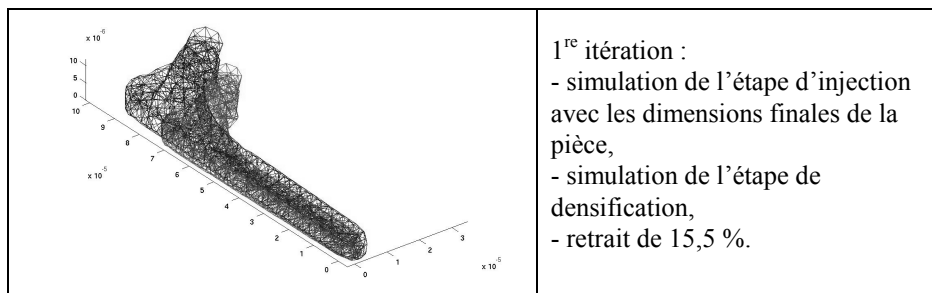 x 10⁻⁶
10
5
0
10
9
8
7
6
5
4
3
2
1
0
x 10⁻⁵
0
1
2
3
x 10⁻⁵
1re itération :
- simulation de l’étape d’injection
avec les dimensions finales de la
pièce,
- simulation de l’étape de
densification,
- retrait de 15,5 %.